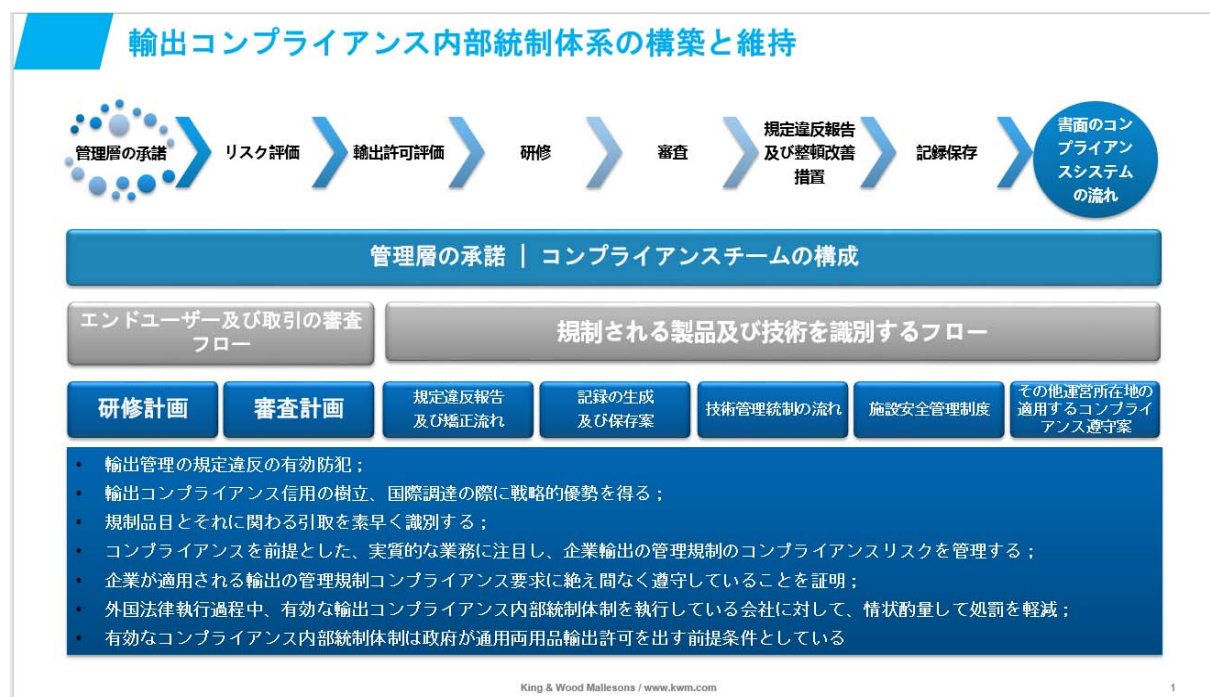 輸出コンプライアンス内部統制体系の構築と維持
管理層の承諾
リスク評価
輸出許可評価
研修
審査
規定違反報告
及び整頓改善
措置
記録保存
書面のコン
プライアン
スシステム
の流れ
管理層の承諾 | コンプライアンスチームの構成
エンドユーザー及び取引の審査
フロー
規制される製品及び技術を識別するフロー
研修計画
審査計画
規定違反報告
及び矯正流れ
記録の生成
及び保存案
技術管理統制の流れ
施設安全管理制度
その他運営所在地の
適用するコンプライ
アンス遵守案
• 輸出管理の規定違反の有効防犯；
• 輸出コンプライアンス信用の樹立、国際調達の際に戦略的優勢を得る；
• 規制品目とそれに関わる引取を素早く識別する；
• コンプライアンスを前提とした、実質的な業務に注目し、企業輸出の管理規制のコンプライアンスリスクを管理する；
• 企業が適用される輸出の管理規制コンプライアンス要求に絶え間なく遵守していることを証明；
• 外国法律執行過程中、有効な輸出コンプライアンス内部統制体制を執行している会社に対して、情状酌量して処罰を軽減；
• 有効なコンプライアンス内部統制体制は政府が通用両用品輸出許可を出す前提条件としている
King & Wood Mallesons / www.kwm.com
1